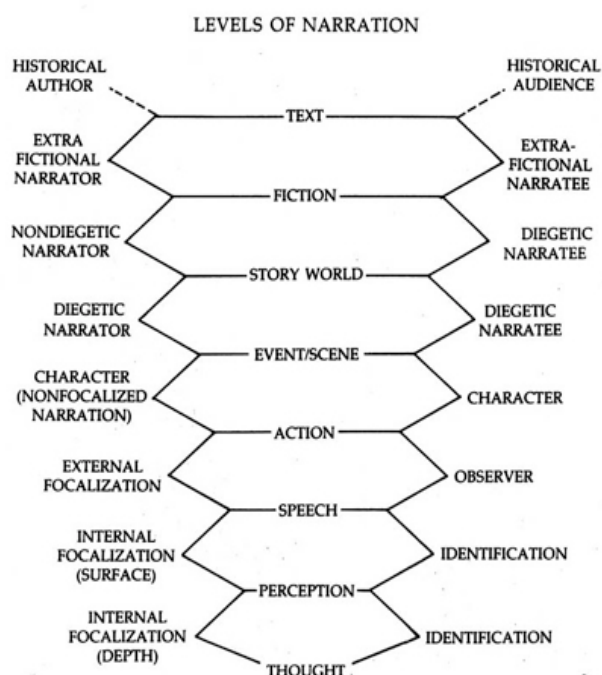 LEVELS OF NARRATION
HISTORICAL
AUTHOR
HISTORICAL
AUDIENCE
TEXT
EXTRA
FICTIONAL
NARRATOR
EXTRA-
FICTIONAL
NARRATEE
FICTION
NONDIEGETIC
NARRATOR
DIEGETIC
NARRATEE
STORY WORLD
DIEGETIC
NARRATOR
DIEGETIC
NARRATEE
EVENT/SCENE
CHARACTER
(NONFOCALIZED
NARRATION)
CHARACTER
ACTION
EXTERNAL
FOCALIZATION
OBSERVER
SPEECH
INTERNAL
FOCALIZATION
(SURFACE)
IDENTIFICATION
PERCEPTION
INTERNAL
FOCALIZATION
(DEPTH)
IDENTIFICATION
THOUGHT